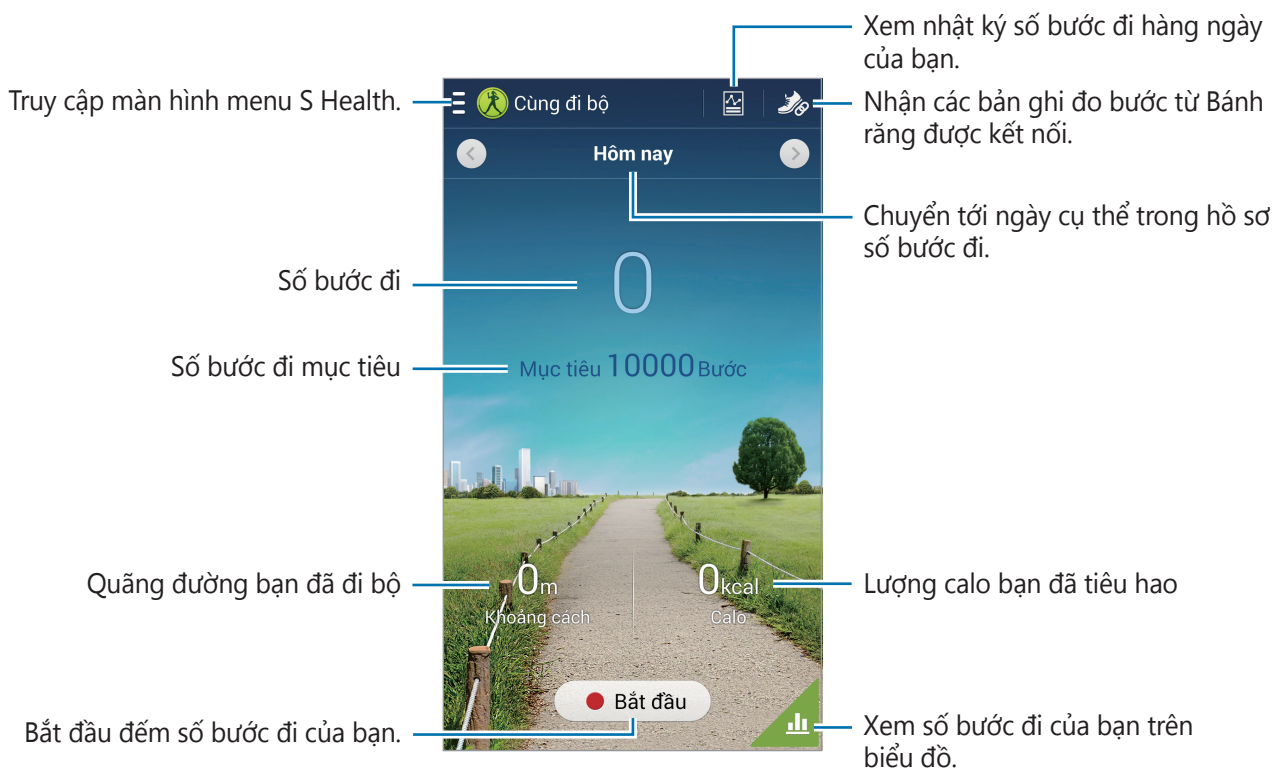 Xem nhật ký số bước đi hàng ngày
của bạn.
Truy cập màn hình menu S Health.
Cùng đi bộ
Nhận các bản ghi đo bước từ Bánh
răng được kết nối.
Hôm nay
Chuyển tới ngày cụ thể trong hồ sơ
số bước đi.
Số bước đi
0
Số bước đi mục tiêu
Mục tiêu 10000 Bước
Quãng đường bạn đã đi bộ
0m
Khoảng cách
0kcal
Calo
Lượng calo bạn đã tiêu hao
Bắt đầu đếm số bước đi của bạn.
Bắt đầu
Xem số bước đi của bạn trên
biểu đồ.